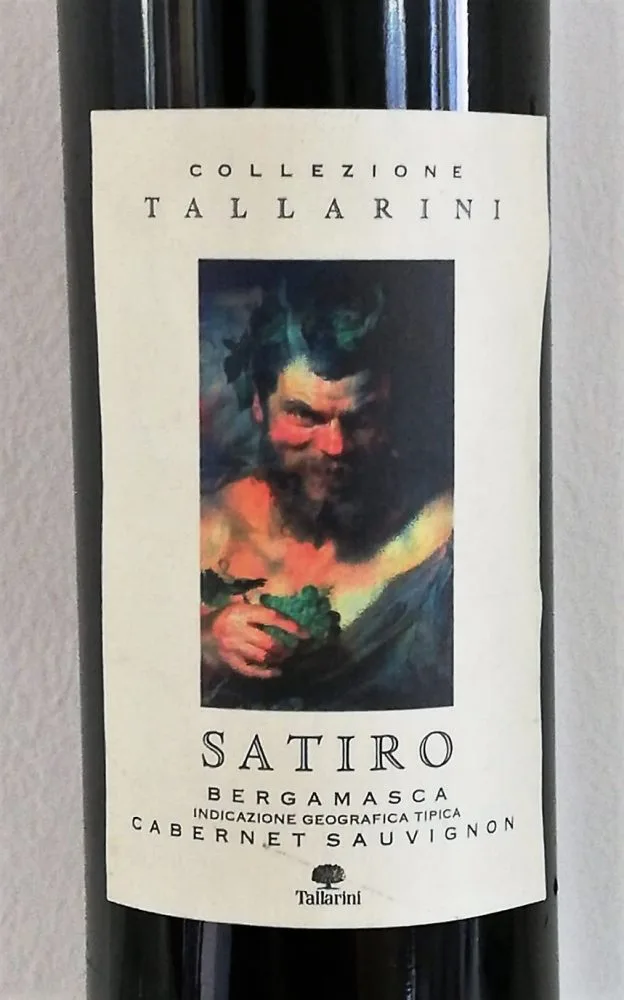 COLLEZIONE
TALLARINI
SATIRO
BERGAMASCA
INDICAZIONE GEOGRAFICA TIPICA
CABERNET SAUVIGNON
Tallarini